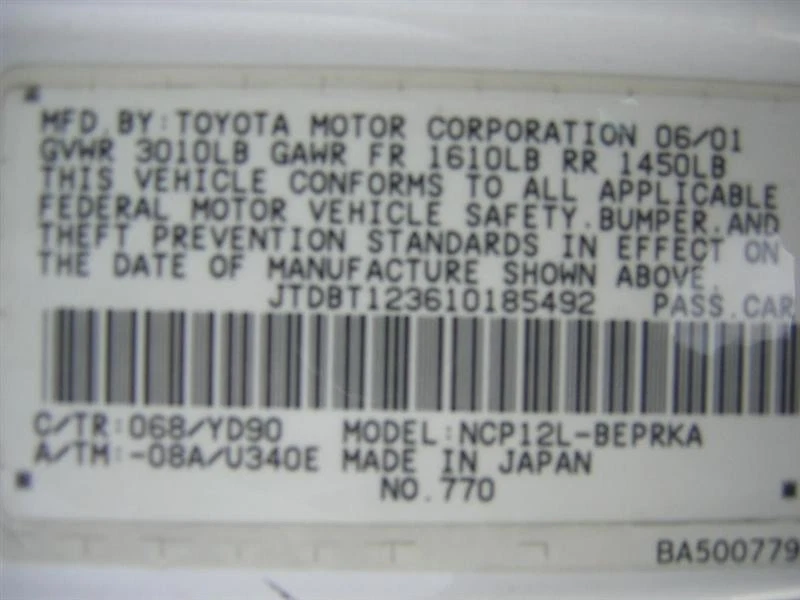 MFD.BY:TOYOTA MOTOR CORPORATION 06/01
GVWR 3010LB GAWR FR 1610LB RR 1450LB
THIS VEHICLE CONFORMS TO ALL APPLICABLE
FEDERAL MOTOR VEHICLE SAFETY.BUMPER.AND
THEFT PREVENTION STANDARDS IN EFFECT ON
THE DATE OF MANUFACTURE SHOWN ABOVE.
JTDBT123610185492 PASS.CAR
C/TR:068/YD90 MODEL:NCP12L-BEPRKA
A/TM:-08A/U340E MADE IN JAPAN
NO.770
BA500779